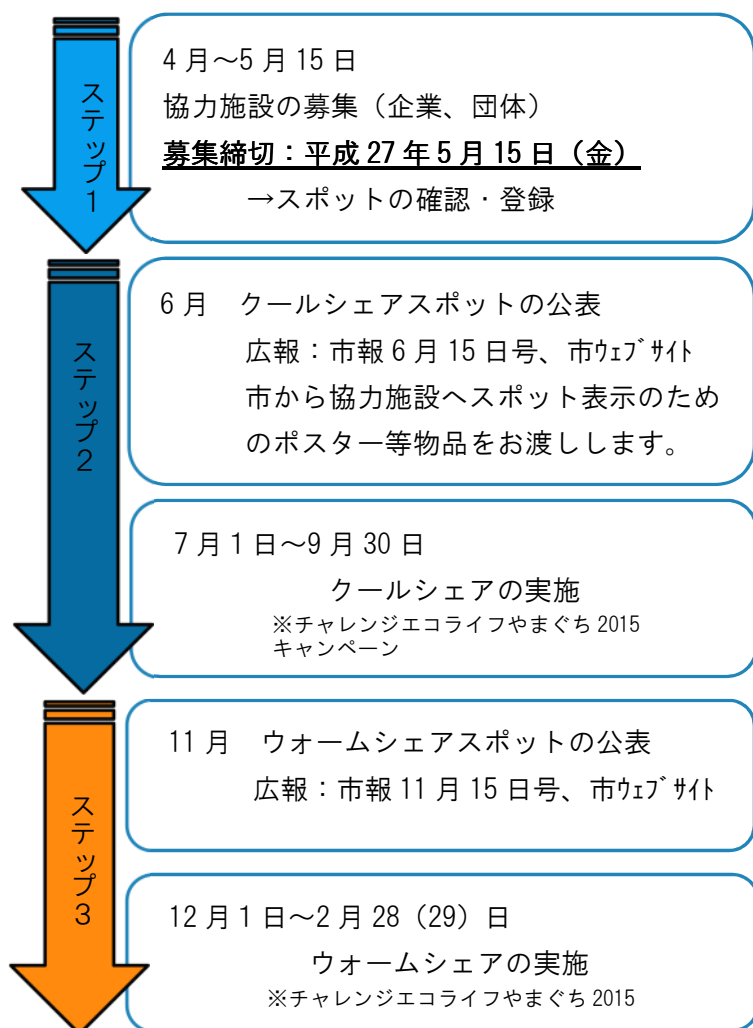 ステップ1
4月～5月15日
協力施設の募集（企業、団体）
募集締切：平成27年5月15日（金）
→スポットの確認・登録
ステップ2
6月　クールシェアスポットの公表
広報：市報6月15日号、市ｳｪﾌﾞｻｲﾄ
市から協力施設へスポット表示のため
のポスター等物品をお渡しします。
7月1日～9月30日
クールシェアの実施
※チャレンジエコライフやまぐち2015
キャンペーン
ステップ3
11月　ウォームシェアスポットの公表
広報：市報11月15日号、市ｳｪﾌﾞｻｲﾄ
12月1日～2月28（29）日
ウォームシェアの実施
※チャレンジエコライフやまぐち2015